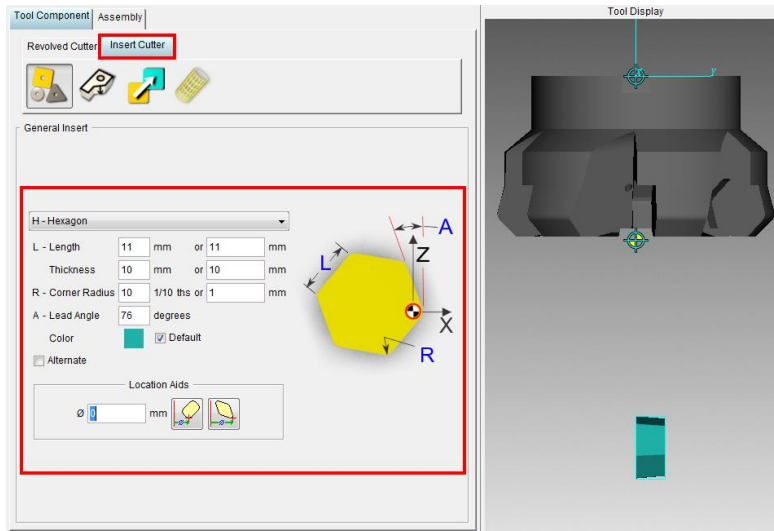 Tool Component Assembly
Tool Display
Revolved Cutter Insert Cutter
General Insert
H - Hexagon
L - Length 11 mm or 11 mm
Thickness 10 mm or 10 mm
R - Corner Radius 10 1/10 ths or 1 mm
A - Lead Angle 76 degrees
Color Default
Alternate
Location Aids
Ø 0 mm
A
Z
L
X
R
Y